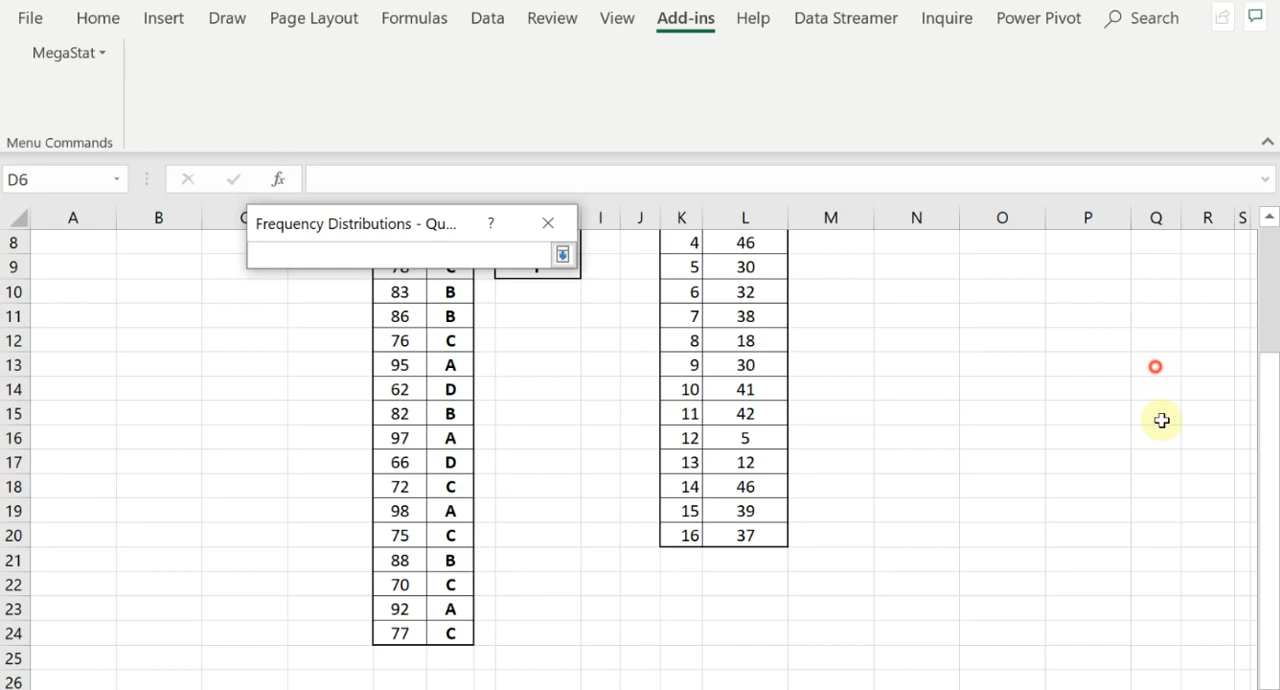 File Home Insert Draw Page Layout Formulas Data Review View Add-ins Help Data Streamer Inquire Power Pivot Search
MegaStat
Menu Commands
D6 fx
A B K L M N O P Q R S I J
Frequency Distributions - Qu... ? 
8 4 46
9 78 C 5 30
10 83 B 6 32
11 86 B 7 38
12 76 C 8 18
13 95 A 9 30
14 62 D 10 41
15 82 B 11 42
16 97 A 12 5
17 66 D 13 12
18 72 C 14 46
19 98 A 15 39
20 75 C 16 37
21 88 B
22 70 C
23 92 A
24 77 C
25
26